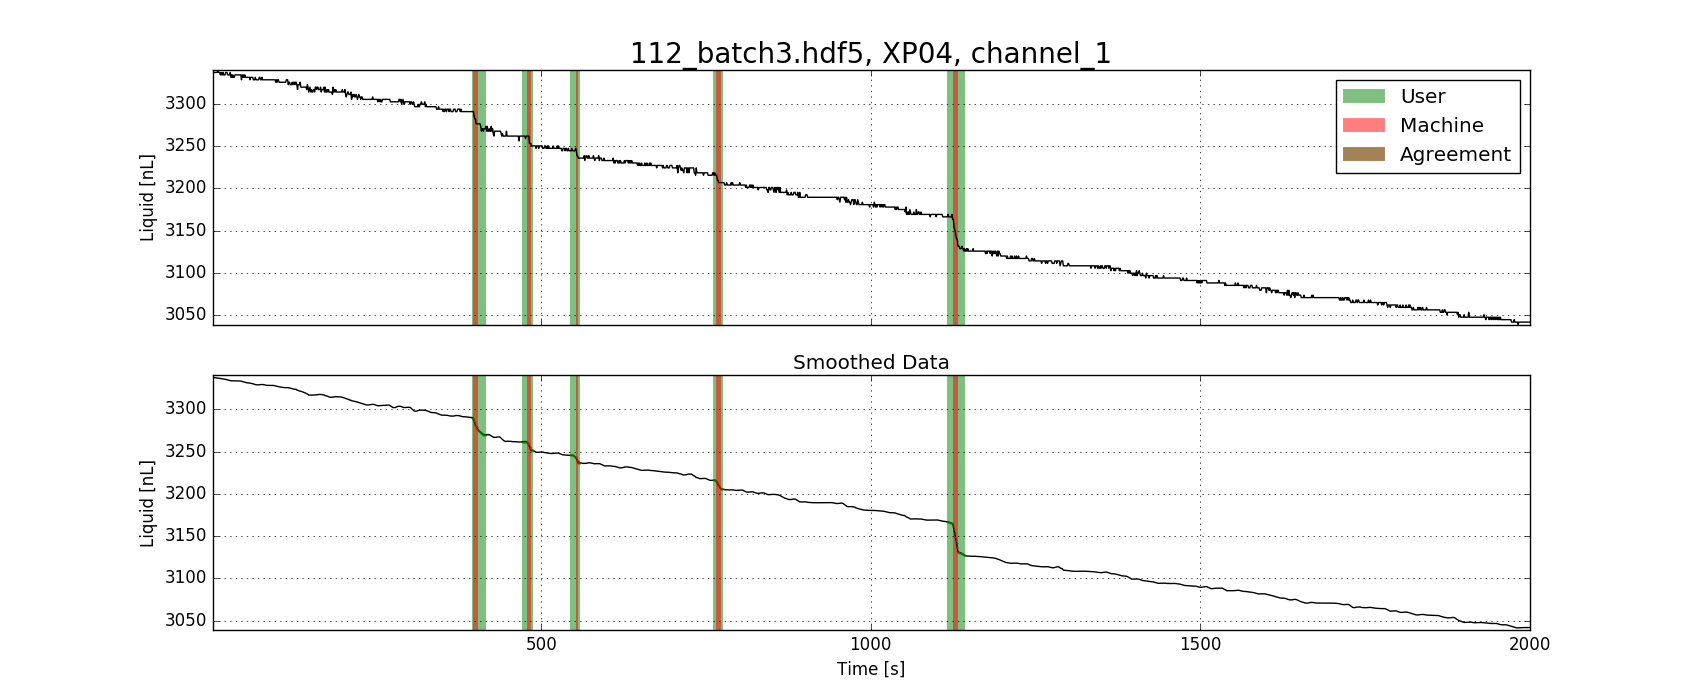 112_batch3.hdf5, XP04, channel_1
3300
3250
3200
3150
3100
3050
Liquid [nL]
User
Machine
Agreement
Smoothed Data
3300
3250
3200
3150
3100
3050
Liquid [nL]
500 1000 1500 2000
Time [s]